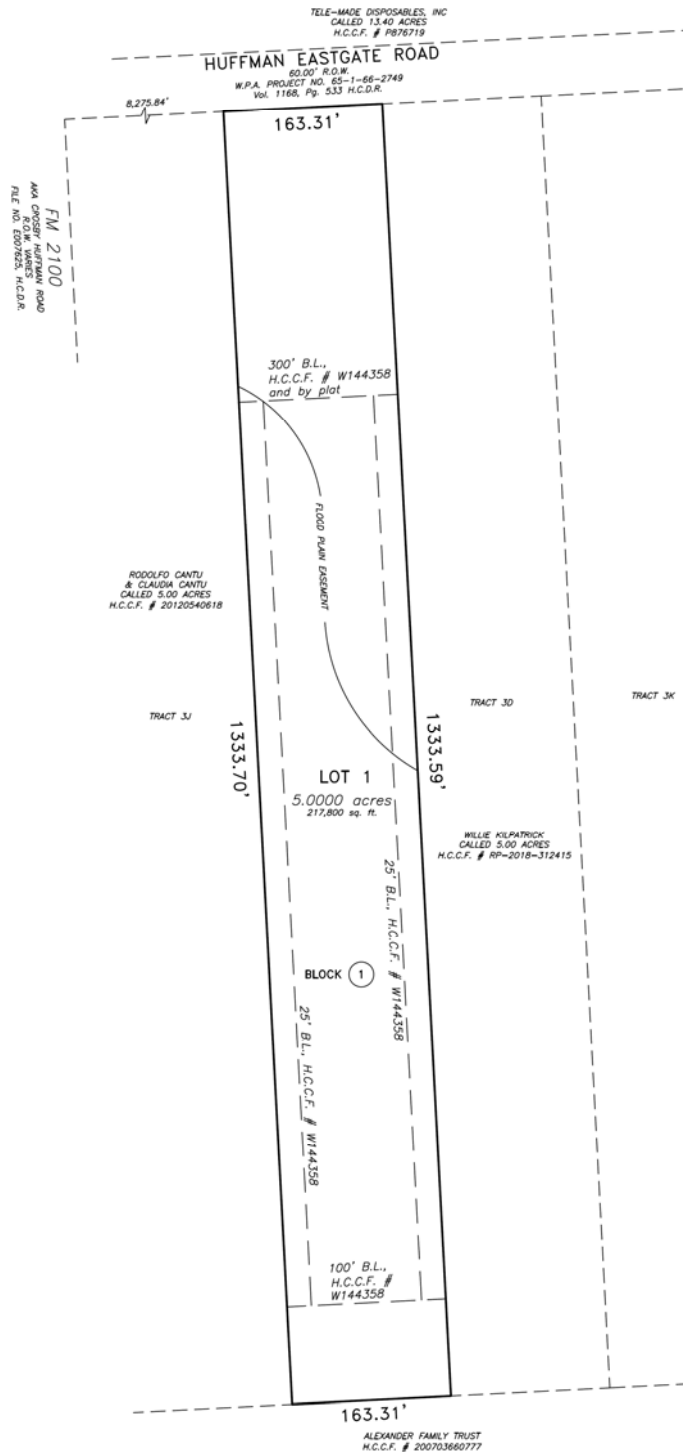 TELE-MADE DISPOSABLES, INC
CALLED 13.40 ACRES
H.C.C.F. # P876719
HUFFMAN EASTGATE ROAD
60.00' R.O.W.
W.P.A. PROJECT NO. 65-1-66-2749
Vol. 1168, Pg. 533 H.C.D.R.
8,275.84'
163.31'
FM 2100
AKA CPOSBY HUFFMAN ROAD
R.O.W. VARIES
FILE NO. E007625, H.C.D.R.
300' B.L.,
H.C.C.F. # W144358
and by plat
FLOOD PLAIN EASEMENT
RODOLFO CANTU
& CLAUDIA CANTU
CALLED 5.00 ACRES
H.C.C.F. # 20120540618
TRACT 3J
1333.70'
1333.59'
TRACT 3D
TRACT 3K
LOT 1
5.0000 acres
217,800 sq. ft.
WILLIE KILPATRICK
CALLED 5.00 ACRES
H.C.C.F. # RP-2018-312415
25' B.L., H.C.C.F. # W144358
BLOCK 1
25' B.L., H.C.C.F. # W144358
100' B.L.,
H.C.C.F. #
W144358
163.31'
ALEXANDER FAMILY TRUST
H.C.C.F. # 200703660777